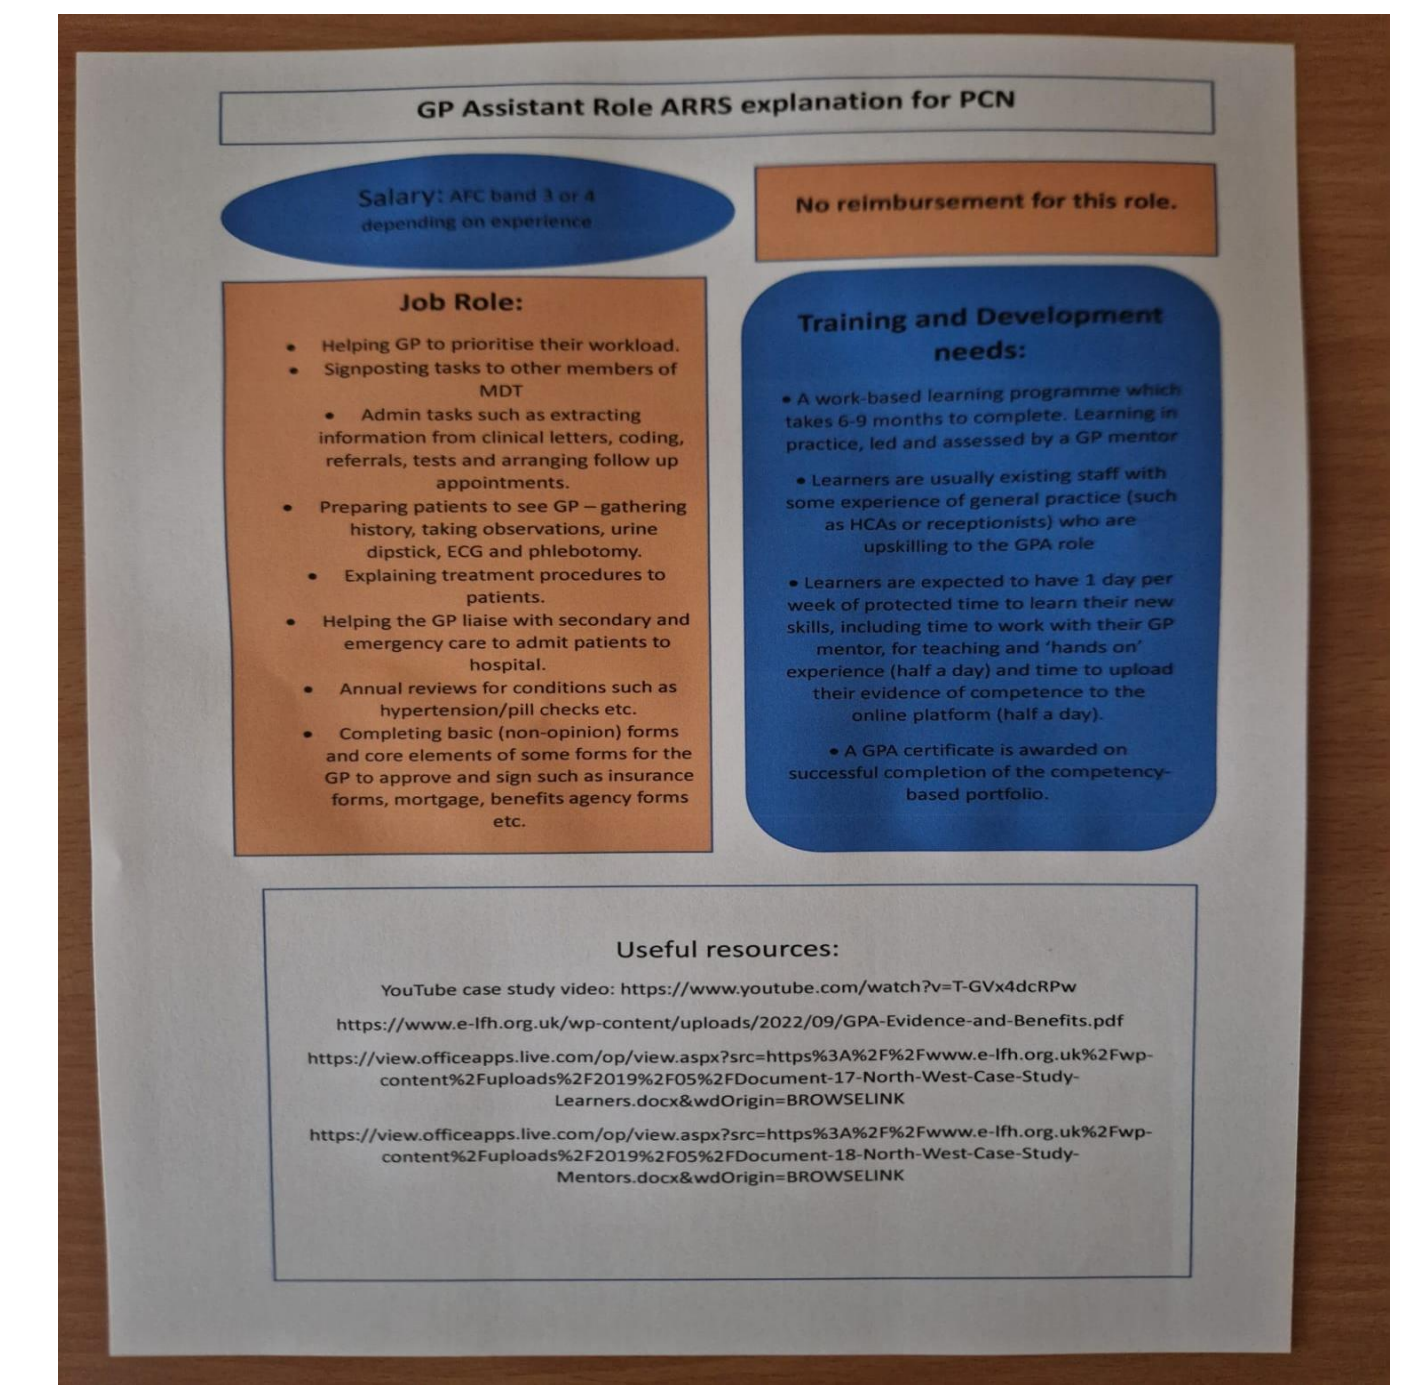 GP Assistant Role ARRS explanation for PCN
Salary: AFC band 3 or 4
depending on experience
No reimbursement for this role.
Job Role:
• Helping GP to prioritise their workload.
• Signposting tasks to other members of
MDT
• Admin tasks such as extracting
information from clinical letters, coding,
referrals, tests and arranging follow up
appointments.
• Preparing patients to see GP – gathering
history, taking observations, urine
dipstick, ECG and phlebotomy.
• Explaining treatment procedures to
patients.
• Helping the GP liaise with secondary and
emergency care to admit patients to
hospital.
• Annual reviews for conditions such as
hypertension/pill checks etc.
• Completing basic (non-opinion) forms
and core elements of some forms for the
GP to approve and sign such as insurance
forms, mortgage, benefits agency forms
etc.
Training and Development
needs:
• A work-based learning programme which
takes 6-9 months to complete. Learning in
practice, led and assessed by a GP mentor
• Learners are usually existing staff with
some experience of general practice (such
as HCAs or receptionists) who are
upskilling to the GPA role
• Learners are expected to have 1 day per
week of protected time to learn their new
skills, including time to work with their GP
mentor, for teaching and ‘hands on’
experience (half a day) and time to upload
their evidence of competence to the
online platform (half a day).
• A GPA certificate is awarded on
successful completion of the competency-
based portfolio.
Useful resources:
YouTube case study video: https://www.youtube.com/watch?v=T-GVx4dcRPw
https://www.e-lfh.org.uk/wp-content/uploads/2022/09/GPA-Evidence-and-Benefits.pdf
https://view.officeapps.live.com/op/view.aspx?src=https%3A%2F%2Fwww.e-lfh.org.uk%2Fwp-
content%2Fuploads%2F2019%2F05%2FDocument-17-North-West-Case-Study-
Learners.docx&wdOrigin=BROWSELINK
https://view.officeapps.live.com/op/view.aspx?src=https%3A%2F%2Fwww.e-lfh.org.uk%2Fwp-
content%2Fuploads%2F2019%2F05%2FDocument-18-North-West-Case-Study-
Mentors.docx&wdOrigin=BROWSELINK